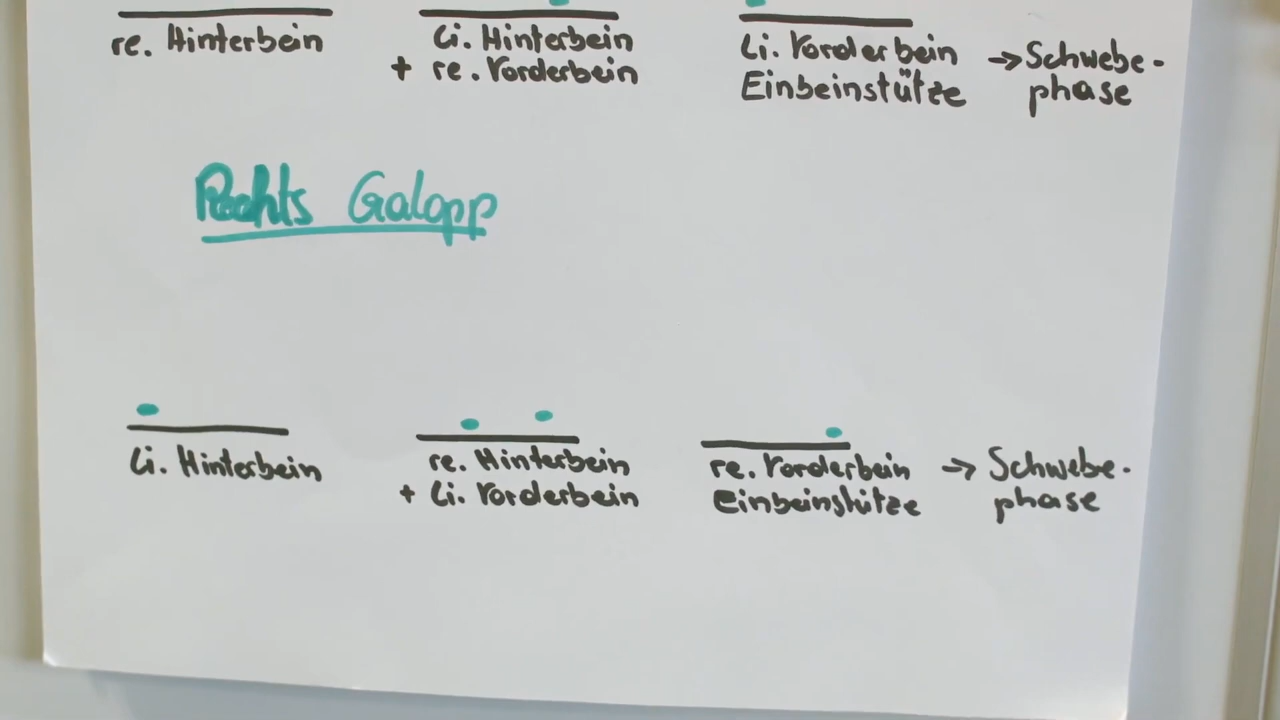 re. Hinterbein
li. Hinterbein
+ re. Vorderbein
Li. Vorderbein
Einbeinstütze
→ Schwebe-
phase
Rechts Galopp
li. Hinterbein
re. Hinterbein
+ li. Vorderbein
re. Vorderbein
Einbeinstütze
→ Schwebe-
phase